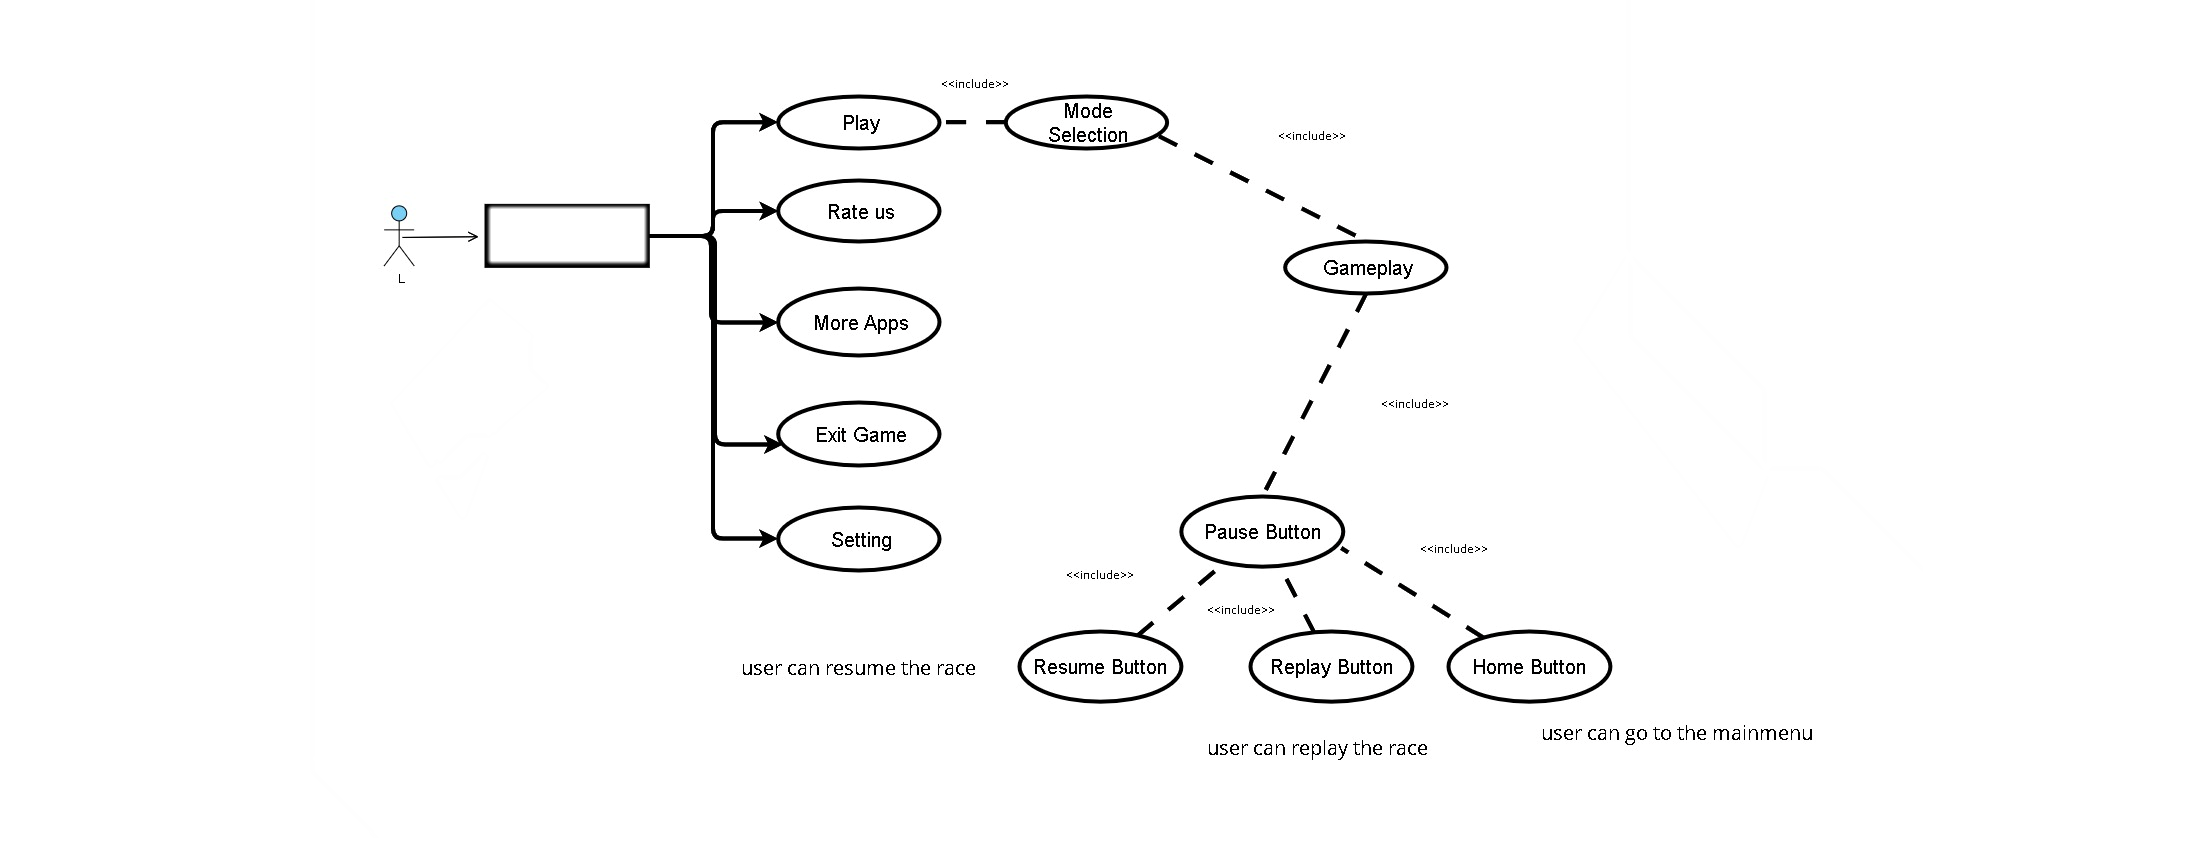 <<include>>
Play
Mode
Selection
<<include>>
Rate us
L
Gameplay
More Apps
<<include>>
Exit Game
Setting
Pause Button
<<include>>
<<include>>
<<include>>
user can resume the race
Resume Button
Replay Button
Home Button
user can go to the mainmenu
user can replay the race